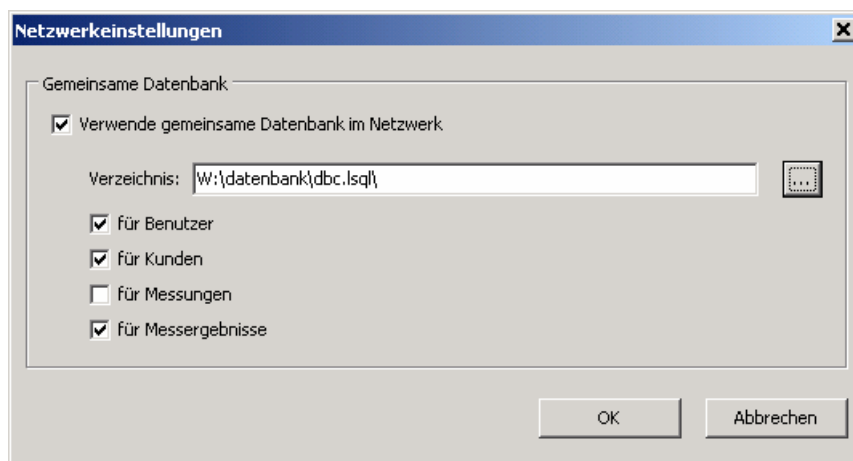 Netzwerkeinstellungen
Gemeinsame Datenbank
Verwende gemeinsame Datenbank im Netzwerk
Verzeichnis: W:\datenbank\dbc.lsql\ ...
für Benutzer
für Kunden
für Messungen
für Messergebnisse
OK Abbrechen